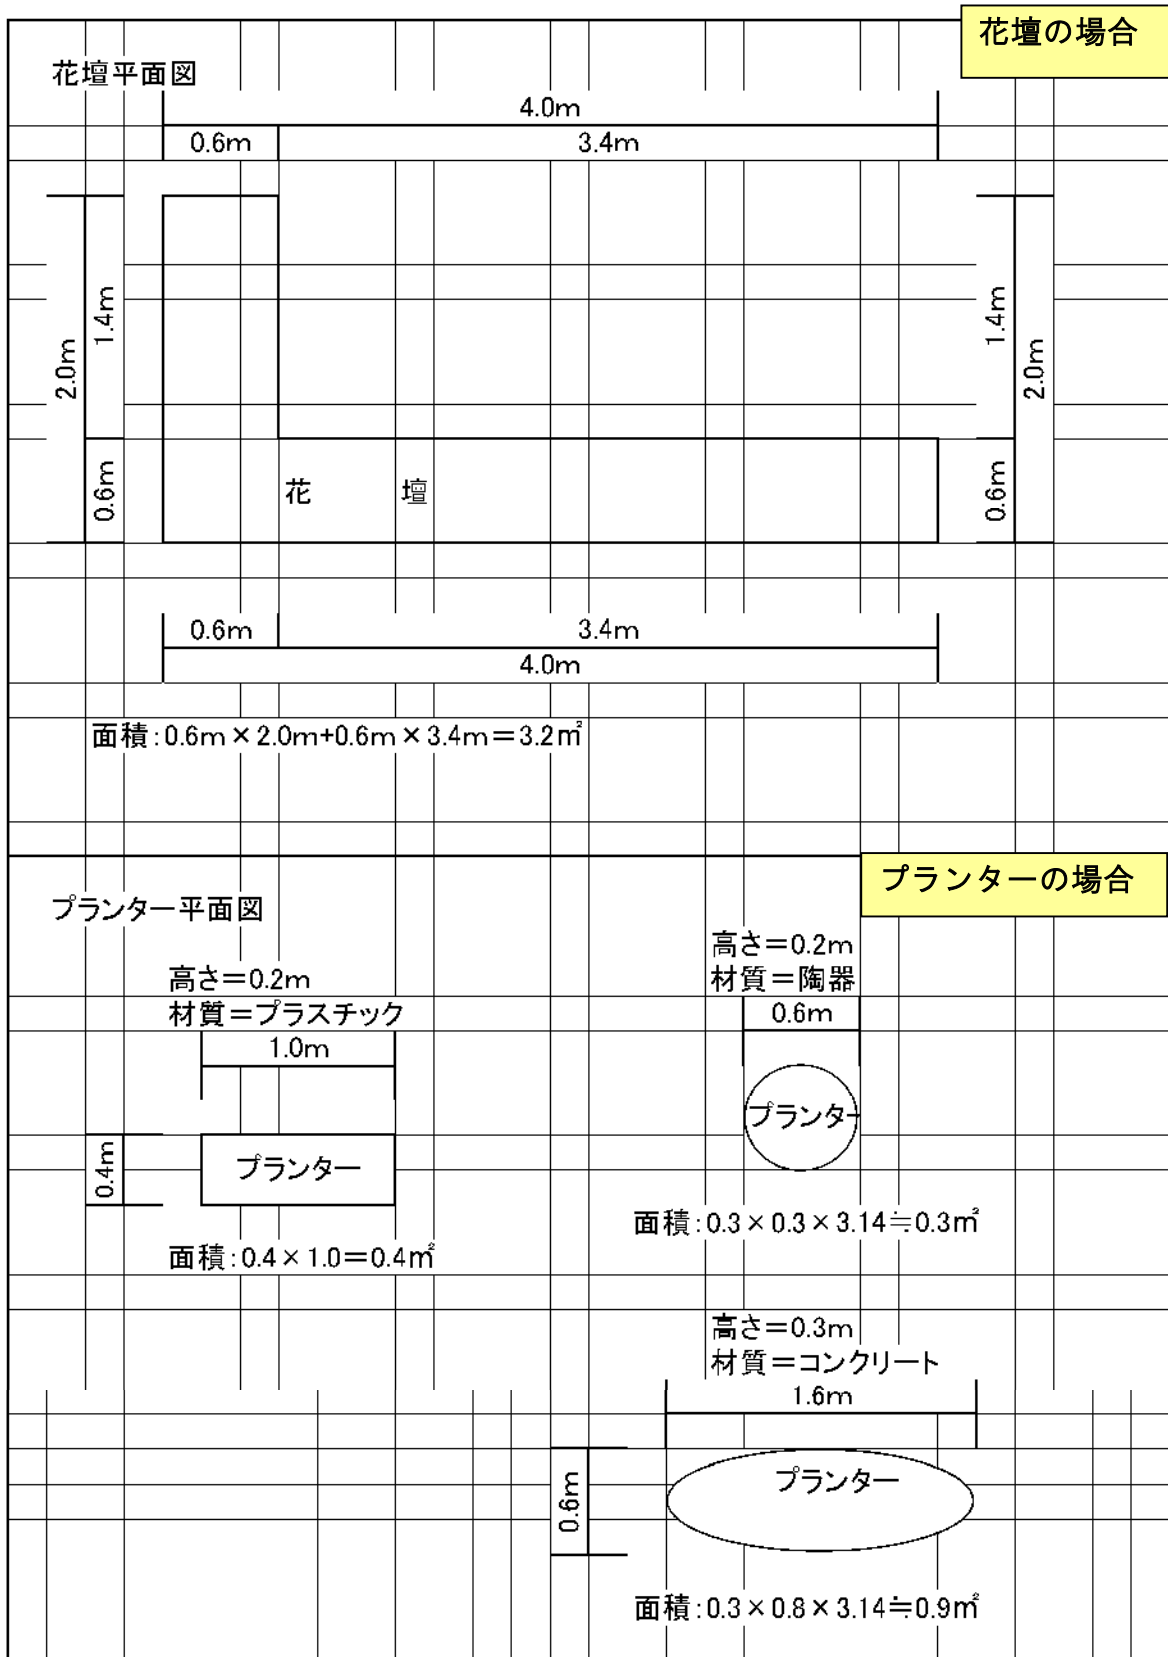 花壇の場合
花壇平面図
4.0m
0.6m
3.4m
2.0m
1.4m
0.6m
1.4m
0.6m
2.0m
花 壇
0.6m
3.4m
4.0m
面積:0.6m×2.0m+0.6m×3.4m=3.2㎡
プランターの場合
プランター平面図
高さ=0.2m
材質=プラスチック
1.0m
0.4m
プランター
面積:0.4×1.0=0.4㎡
高さ=0.2m
材質=陶器
0.6m
プランター
面積:0.3×0.3×3.14≒0.3㎡
高さ=0.3m
材質=コンクリート
1.6m
0.6m
プランター
面積:0.3×0.8×3.14≒0.9㎡